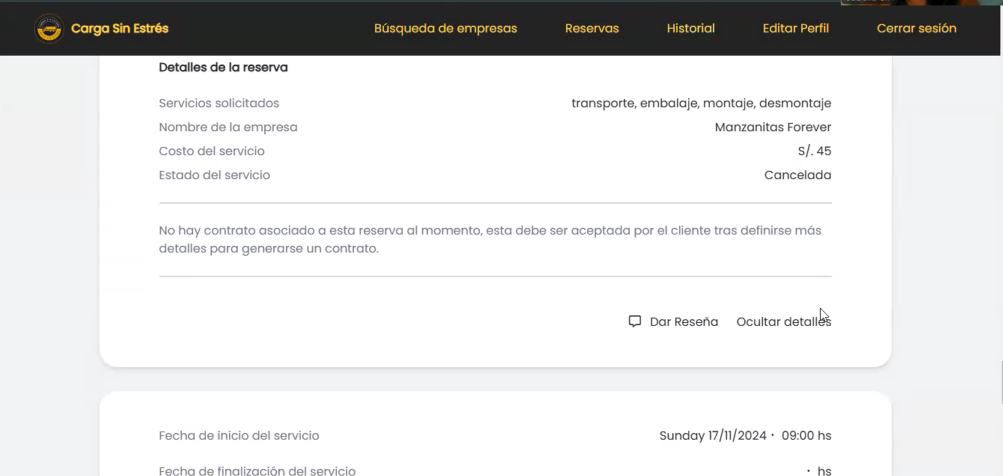 Carga Sin Estrés
Búsqueda de empresas
Reservas
Historial
Editar Perfil
Cerrar sesión
Detalles de la reserva
Servicios solicitados transporte, embalaje, montaje, desmontaje
Nombre de la empresa Manzanitas Forever
Costo del servicio S/. 45
Estado del servicio Cancelada
No hay contrato asociado a esta reserva al momento, esta debe ser aceptada por el cliente tras definirse más
detalles para generarse un contrato.
Dar Reseña Ocultar detalles
Fecha de inicio del servicio Sunday 17/11/2024 · 09:00 hs
Fecha de finalización del servicio · hs